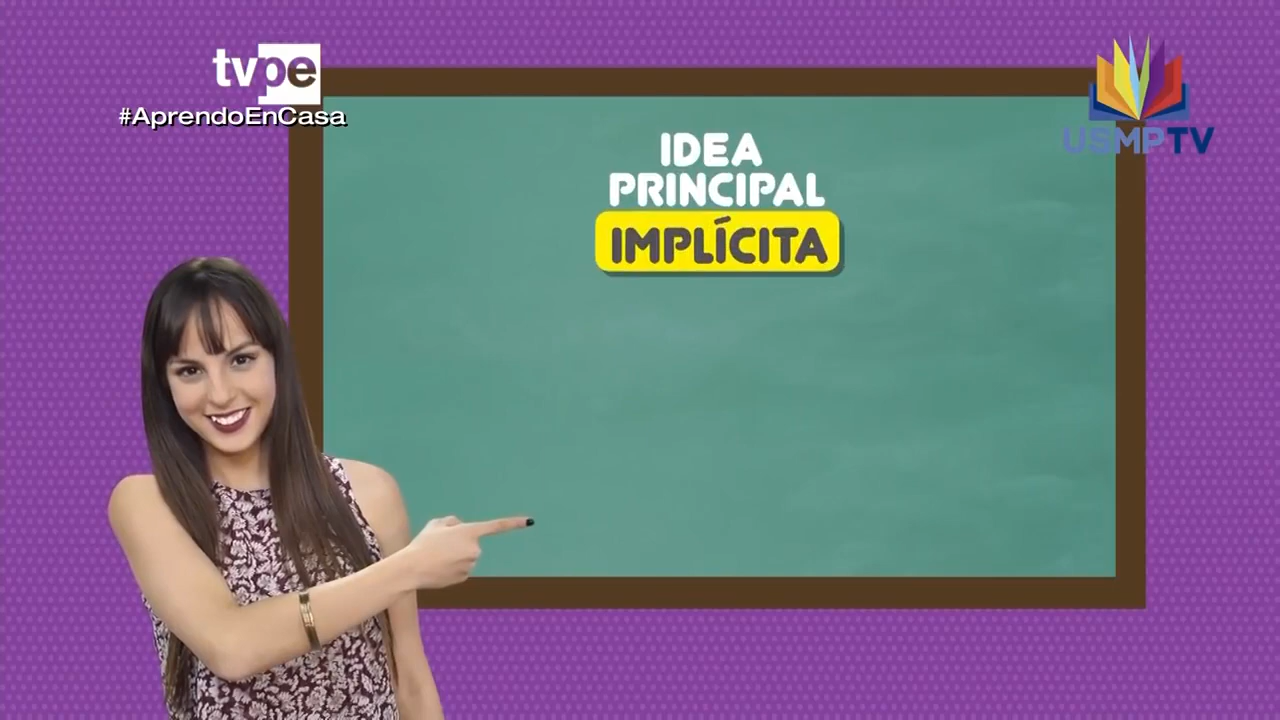 tvpe
#AprendoEnCasa
USMPTV
IDEA
PRINCIPAL
IMPLÍCITA